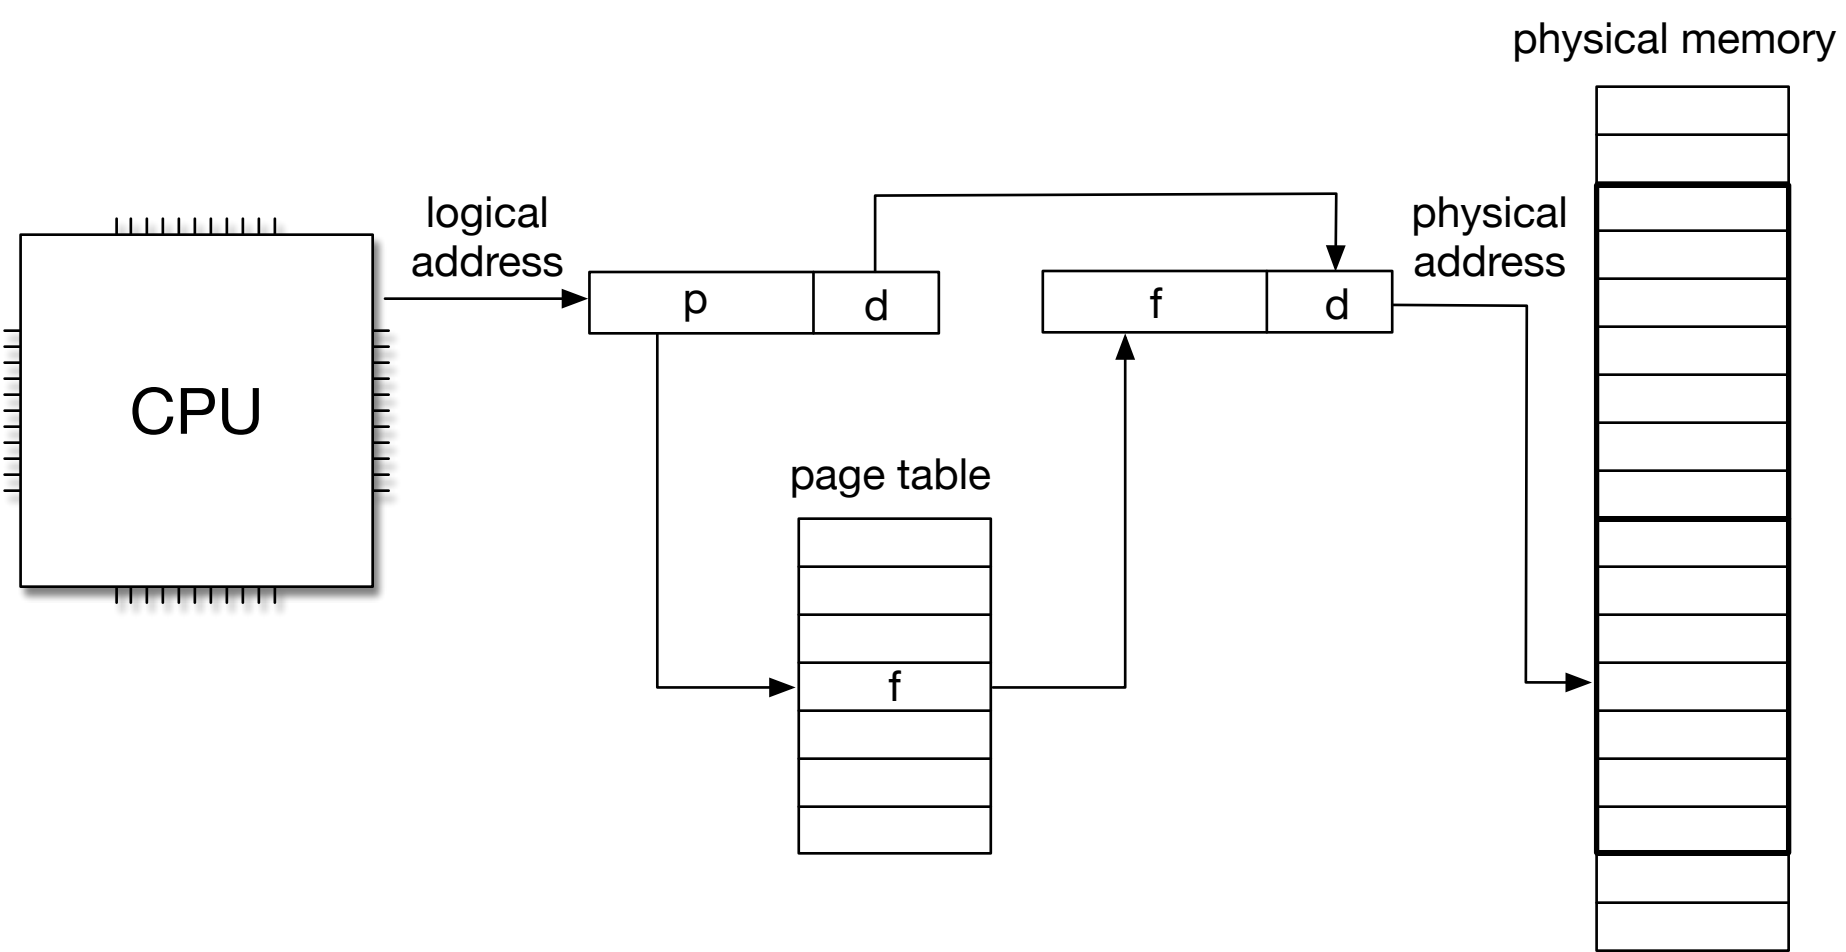 physical memory
logical
address
physical
address
p
d
f
d
CPU
page table
f